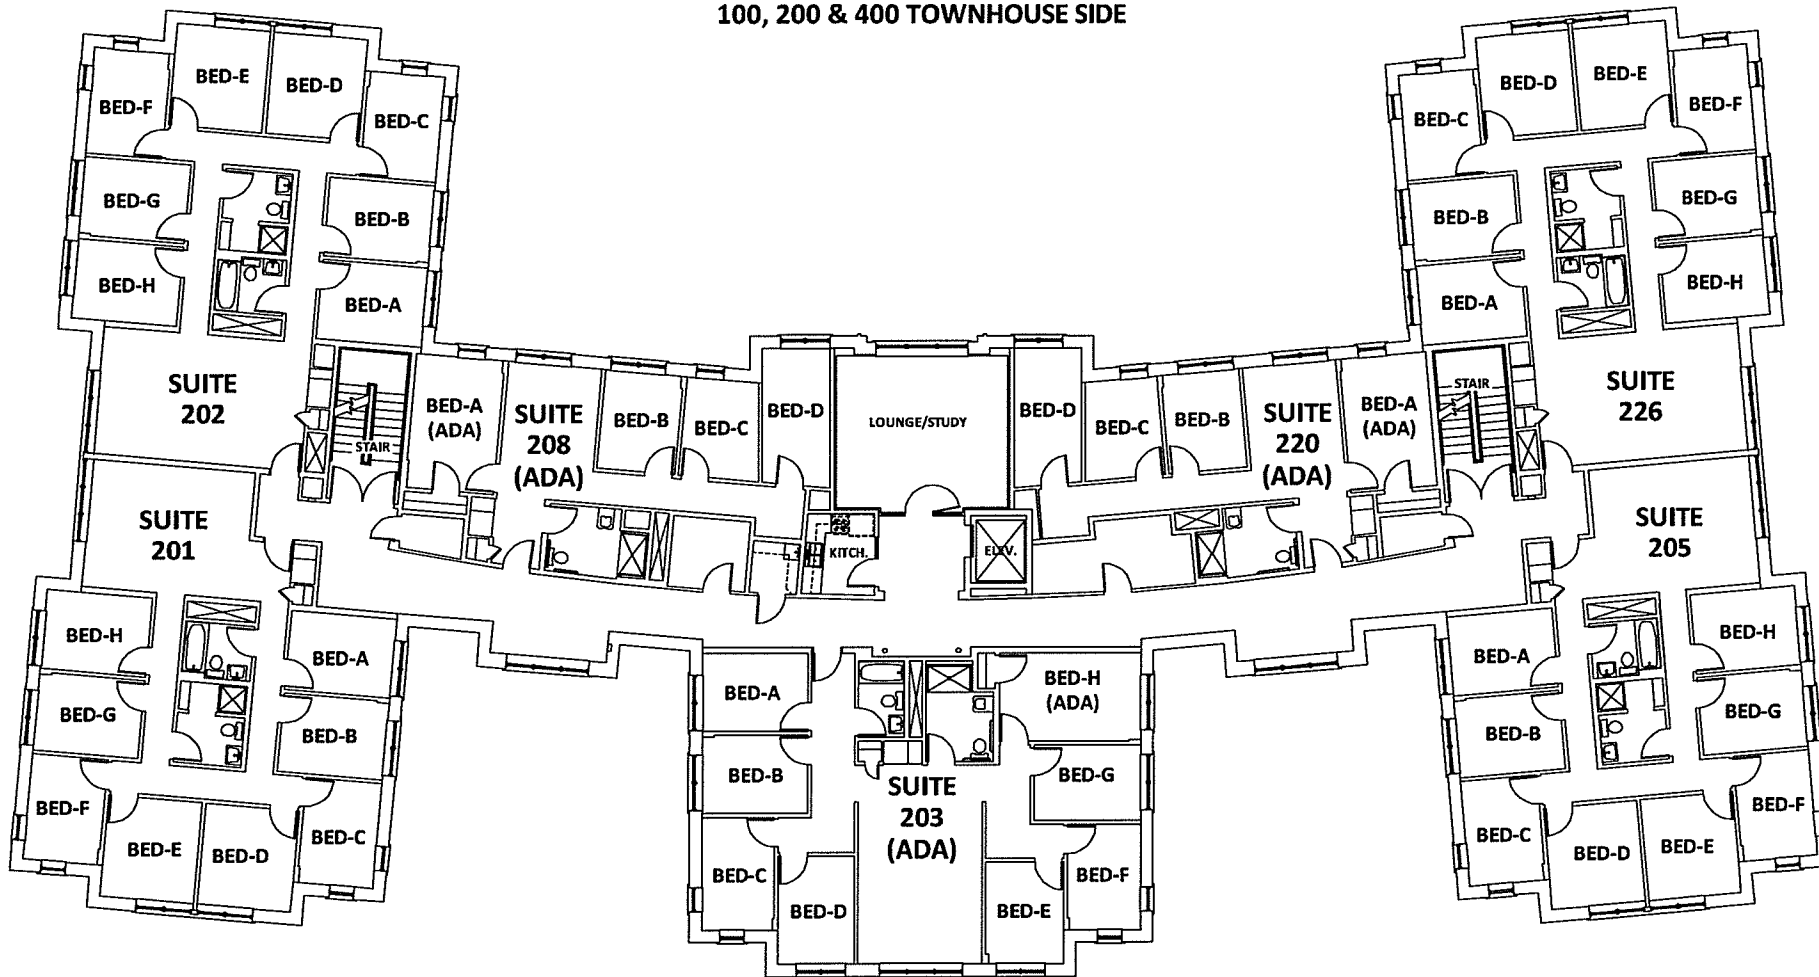 100, 200 & 400 TOWNHOUSE SIDE
BED-F
BED-E
BED-D
BED-C
BED-G
BED-B
BED-H
BED-A
SUITE
202
STAIR
SUITE
201
BED-H
BED-A
BED-G
BED-B
BED-F
BED-E
BED-D
BED-C
BED-A
(ADA)
SUITE
208
(ADA)
BED-B
BED-C
BED-D
LOUNGE/STUDY
KITCH.
ELEV.
BED-D
BED-C
BED-B
SUITE
220
(ADA)
BED-A
(ADA)
STAIR
BED-A
BED-B
BED-C
BED-D
SUITE
203
(ADA)
BED-H
(ADA)
BED-G
BED-F
BED-E
BED-C
BED-D
BED-E
BED-F
BED-B
BED-G
BED-A
BED-H
SUITE
226
SUITE
205
BED-A
BED-H
BED-B
BED-G
BED-C
BED-D
BED-E
BED-F